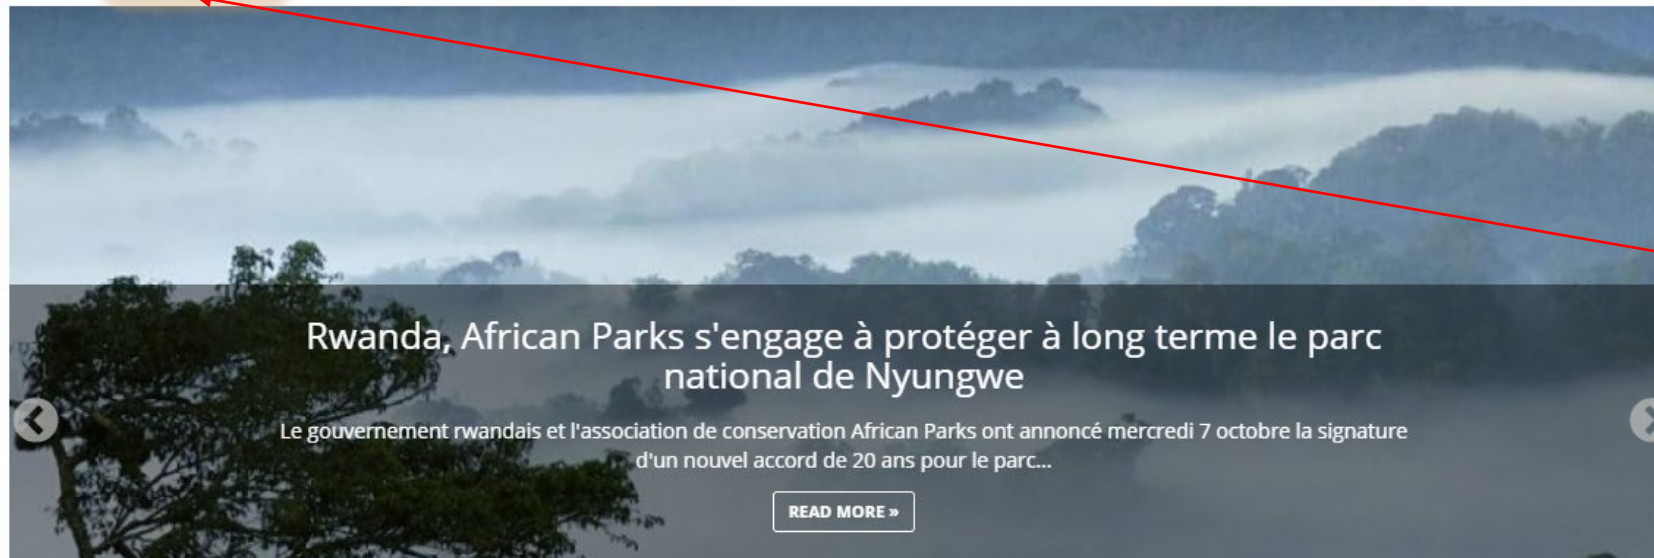 Rwanda, African Parks s'engage à protéger à long terme le parc
national de Nyungwe
Le gouvernement rwandais et l'association de conservation African Parks ont annoncé mercredi 7 octobre la signature
d'un nouvel accord de 20 ans pour le parc...
READ MORE »